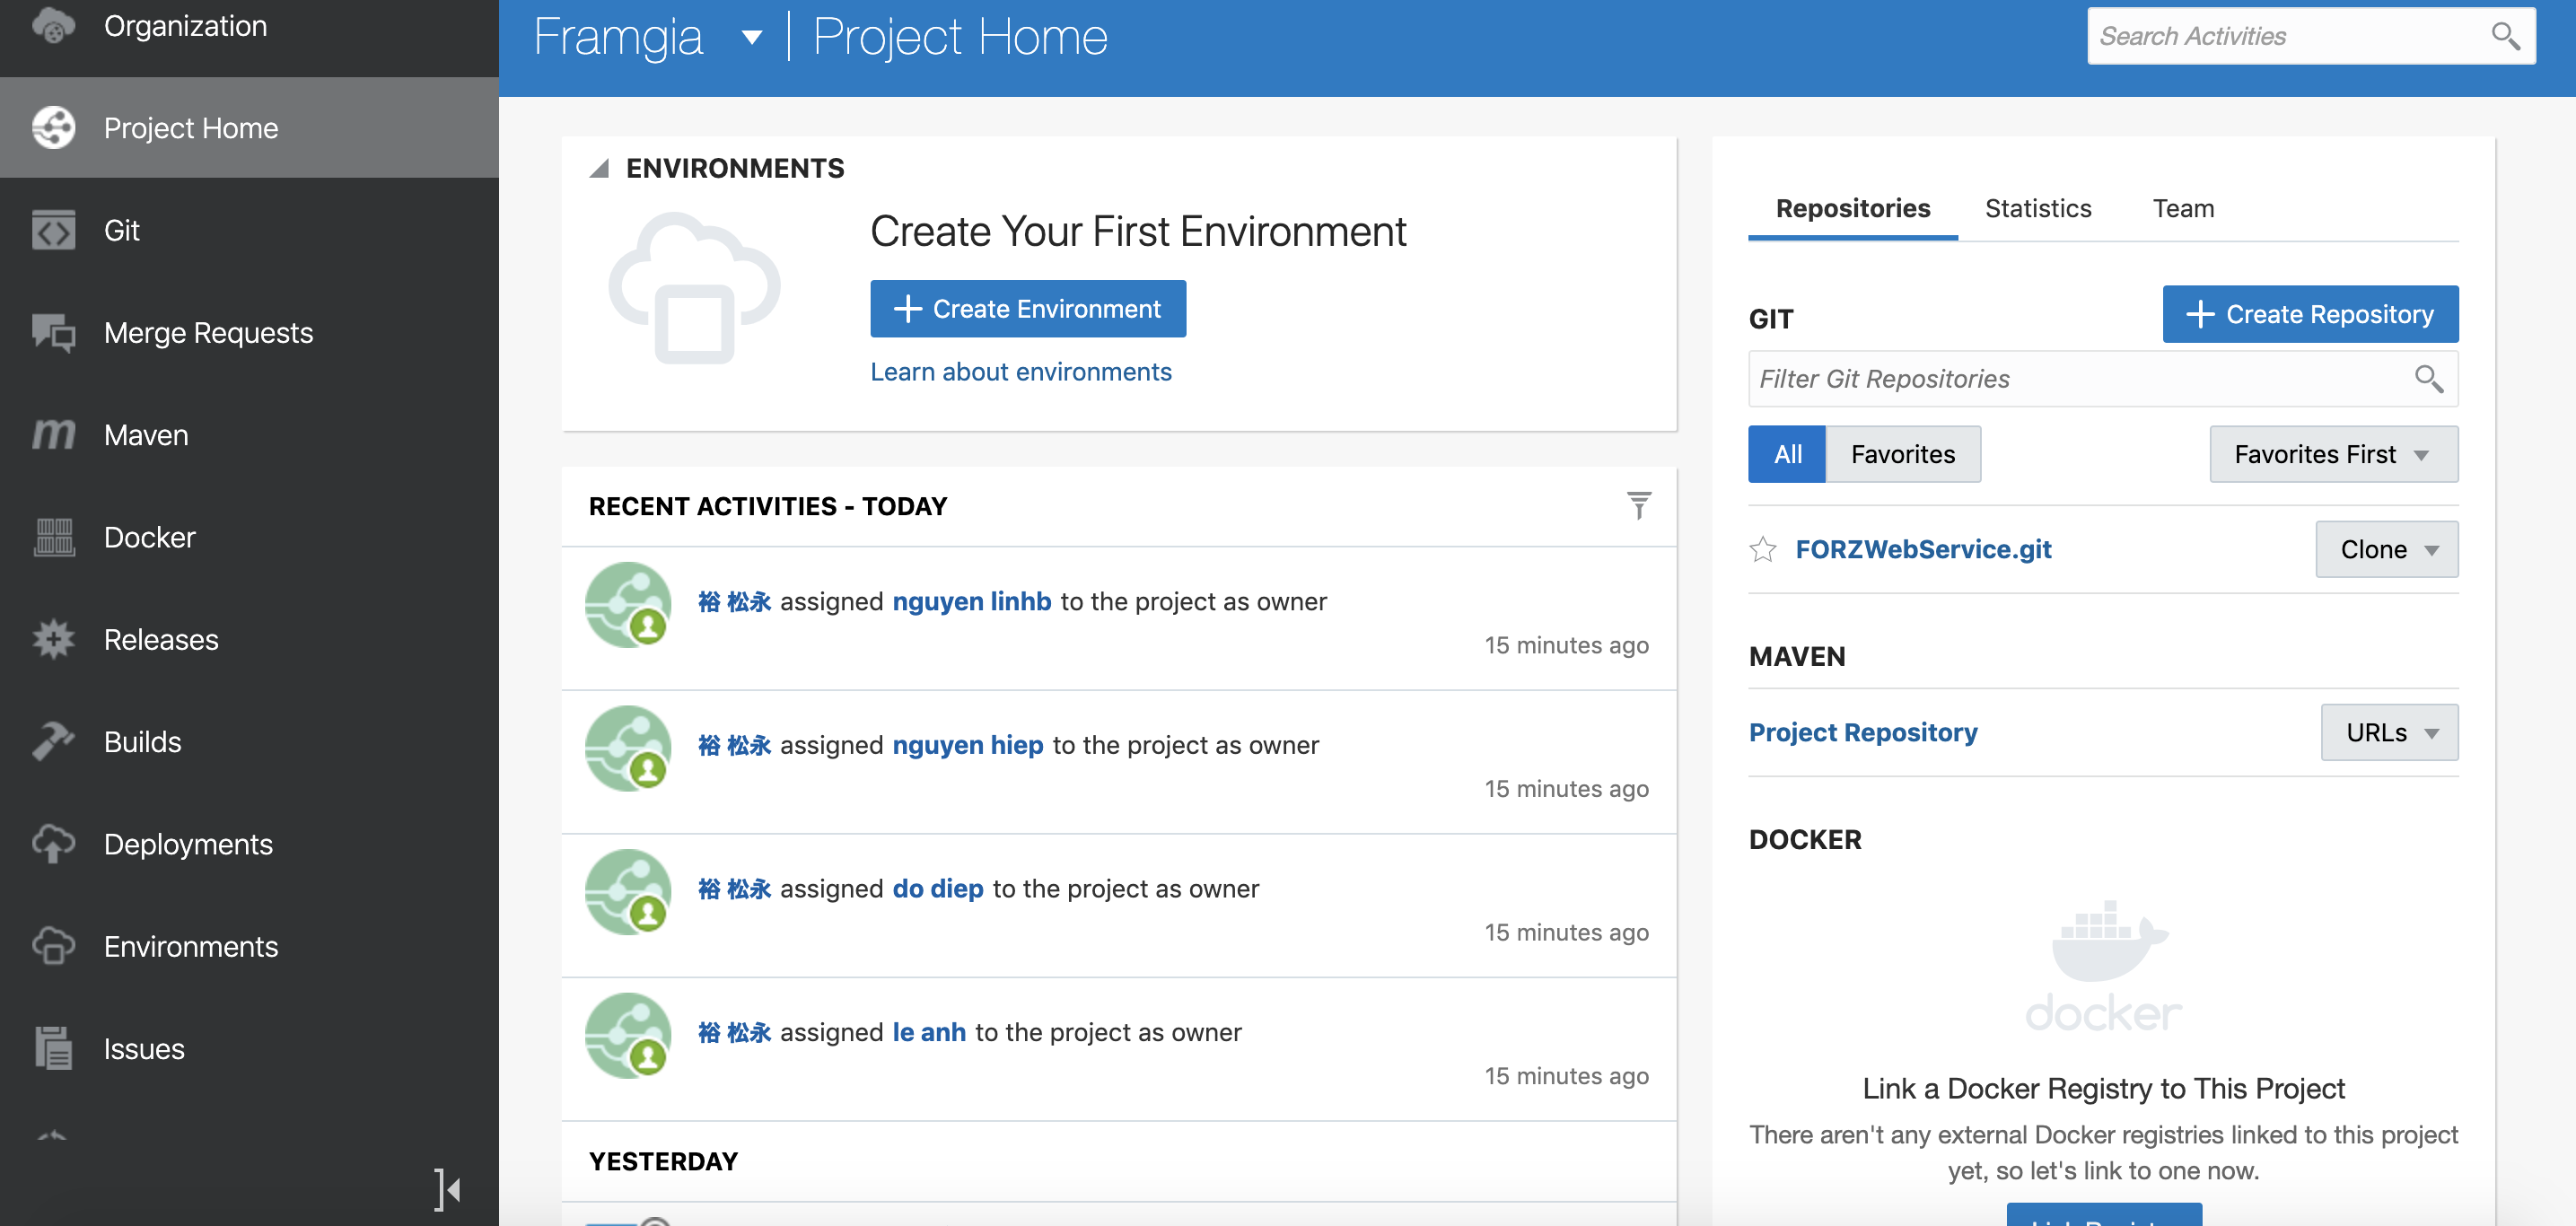 Organization
Project Home
Git
Merge Requests
Maven
Docker
Releases
Builds
Deployments
Environments
Issues
Framgia
Project Home
Search Activities
ENVIRONMENTS
Create Your First Environment
Create Environment
Learn about environments
RECENT ACTIVITIES - TODAY
裕 松永 assigned nguyen linhb to the project as owner
15 minutes ago
裕 松永 assigned nguyen hiep to the project as owner
15 minutes ago
裕 松永 assigned do diep to the project as owner
15 minutes ago
裕 松永 assigned le anh to the project as owner
15 minutes ago
YESTERDAY
Repositories Statistics Team
GIT
Create Repository
Filter Git Repositories
All Favorites
Favorites First
FORZWebService.git
Clone
MAVEN
Project Repository
URLs
DOCKER
docker
Link a Docker Registry to This Project
There aren't any external Docker registries linked to this project
yet, so let's link to one now.